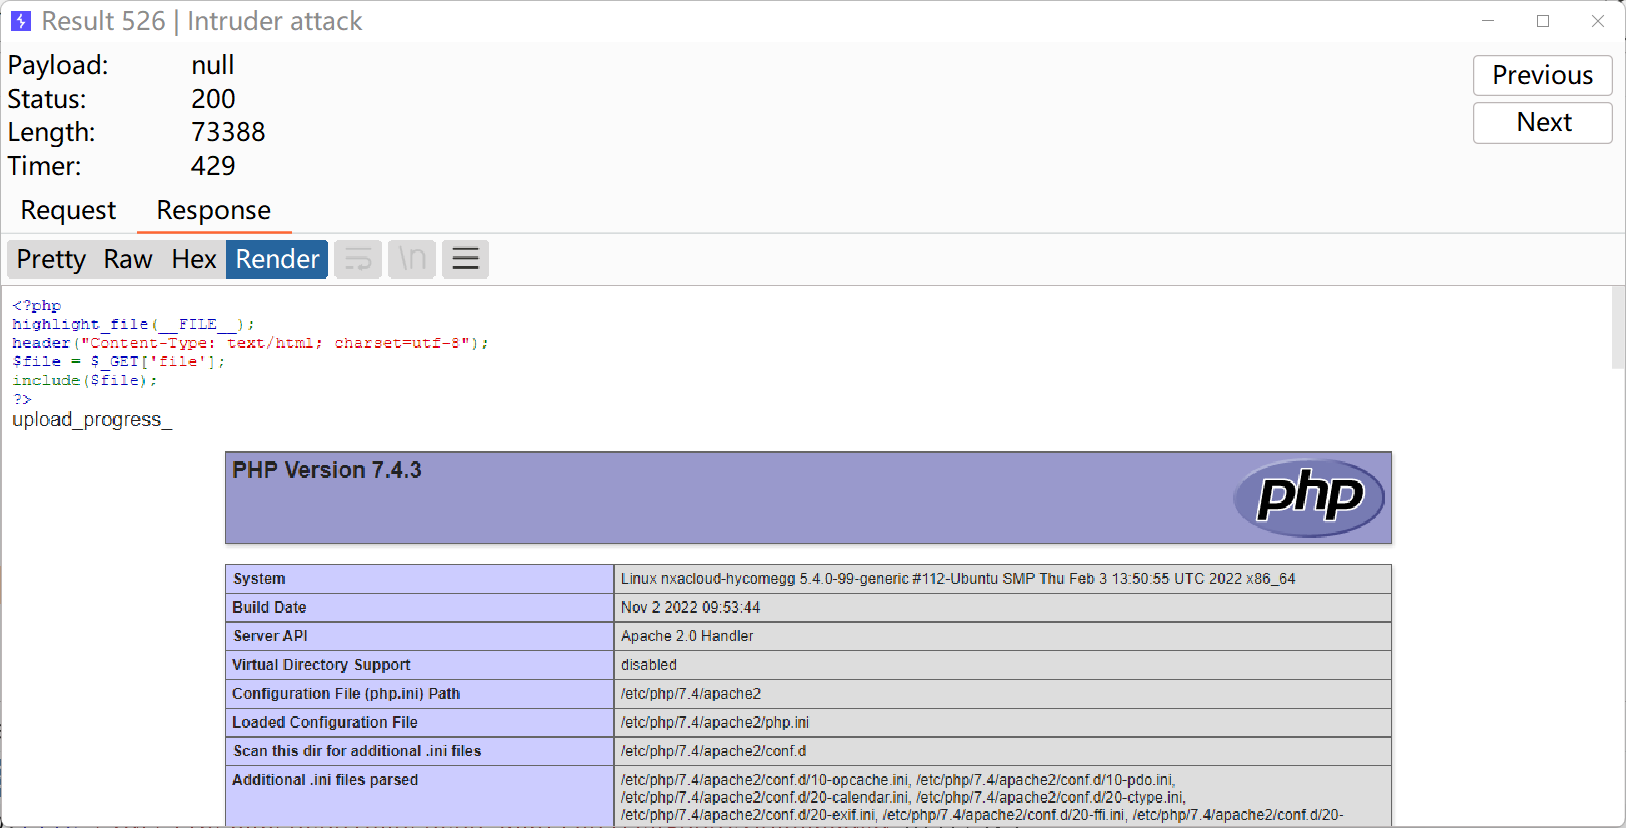 Result 526 | Intruder attack
Payload: null
Previous
Status: 200
Next
Length: 73388
Timer: 429
Request Response
Pretty Raw Hex Render \n
<?php
highlight_file(__FILE__);
header("Content-Type: text/html; charset=utf-8");
$file = $_GET['file'];
include($file);
?>
upload_progress_
PHP Version 7.4.3
php
System Linux nxacloud-hycomegg 5.4.0-99-generic #112-Ubuntu SMP Thu Feb 3 13:50:55 UTC 2022 x86_64
Build Date Nov 2 2022 09:53:44
Server API Apache 2.0 Handler
Virtual Directory Support disabled
Configuration File (php.ini) Path /etc/php/7.4/apache2
Loaded Configuration File /etc/php/7.4/apache2/php.ini
Scan this dir for additional .ini files /etc/php/7.4/apache2/conf.d
Additional .ini files parsed /etc/php/7.4/apache2/conf.d/10-opcache.ini, /etc/php/7.4/apache2/conf.d/10-pdo.ini,
/etc/php/7.4/apache2/conf.d/20-calendar.ini, /etc/php/7.4/apache2/conf.d/20-ctype.ini,
/etc/php/7.4/apache2/conf.d/20-exif.ini, /etc/php/7.4/apache2/conf.d/20-ffi.ini, /etc/php/7.4/apache2/conf.d/20-